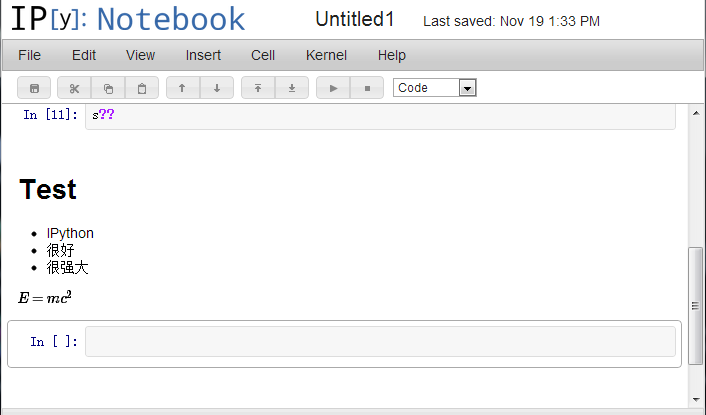 IP[y]: Notebook Untitled1 Last saved: Nov 19 1:33 PM
File Edit View Insert Cell Kernel Help
Code
In [11]: s??
Test
IPython
很好
很强大
E = mc²
In [ ]: